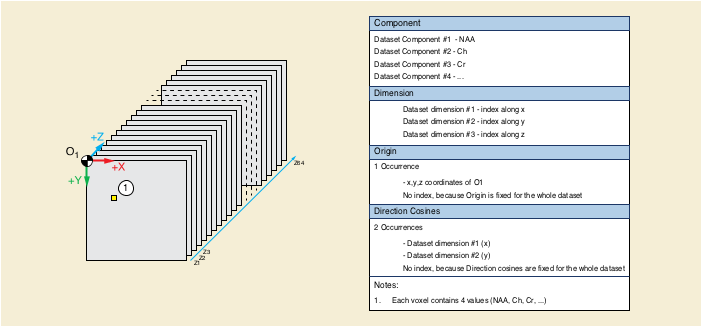 O1
+Z
+X
+Y
1
Z1
Z2
Z3
Z64
Component
Dataset Component #1 - NAA
Dataset Component #2 - Ch
Dataset Component #3 - Cr
Dataset Component #4 - ...
Dimension
Dataset dimension #1 - index along x
Dataset dimension #2 - index along y
Dataset dimension #3 - index along z
Origin
1 Occurrence
- x,y,z coordinates of O1
No index, because Origin is fixed for the whole dataset
Direction Cosines
2 Occurrences
- Dataset dimension #1 (x)
- Dataset dimension #2 (y)
No index, because Direction cosines are fixed for the whole dataset
Notes:
1. Each voxel contains 4 values (NAA, Ch, Cr, ...)